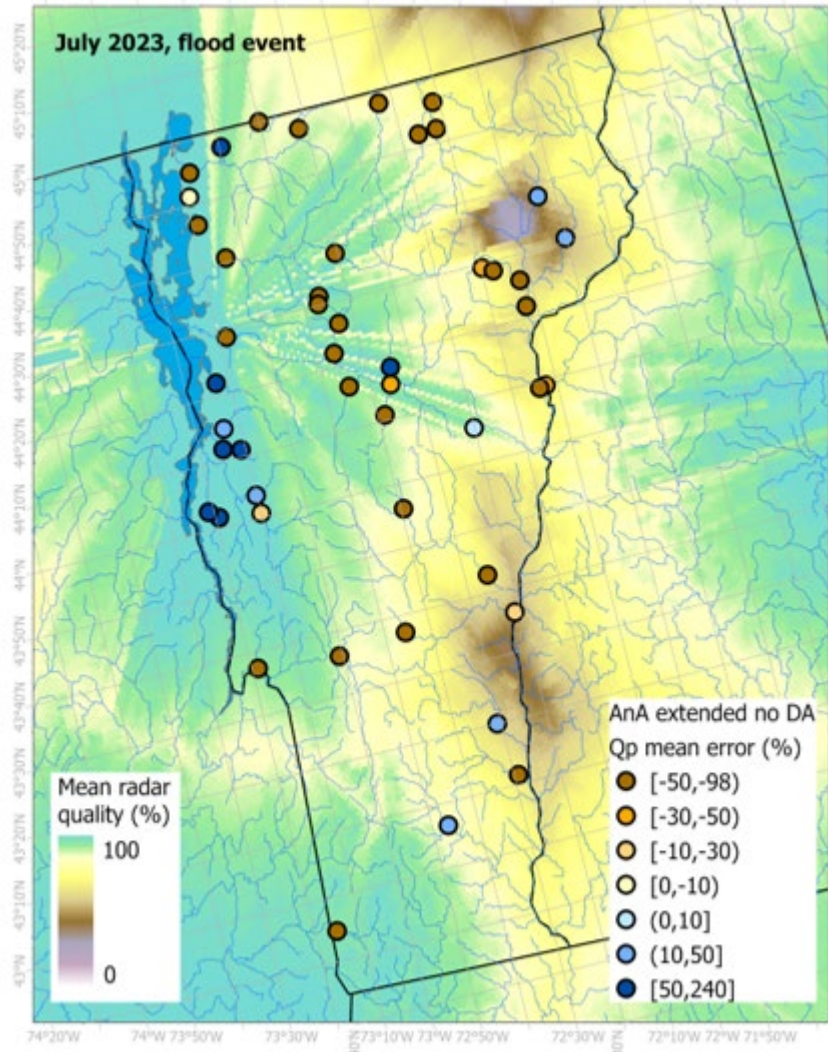 July 2023, flood event
45°20'N
45°10'N
45°N
44°50'N
44°40'N
44°30'N
44°20'N
44°10'N
44°N
43°50'N
43°40'N
43°30'N
43°20'N
43°10'N
43°N
Mean radar
quality (%)
100
0
AnA extended no DA
Qp mean error (%)
[-50,-98)
[-30,-50)
[-10,-30)
[0,-10)
(0,10]
(10,50]
[50,240]
74°20'W 74°W 73°50'W 73°30'W 73°10'W 73°W 72°50'W 72°30'W 72°10'W 72°W 71°50'W